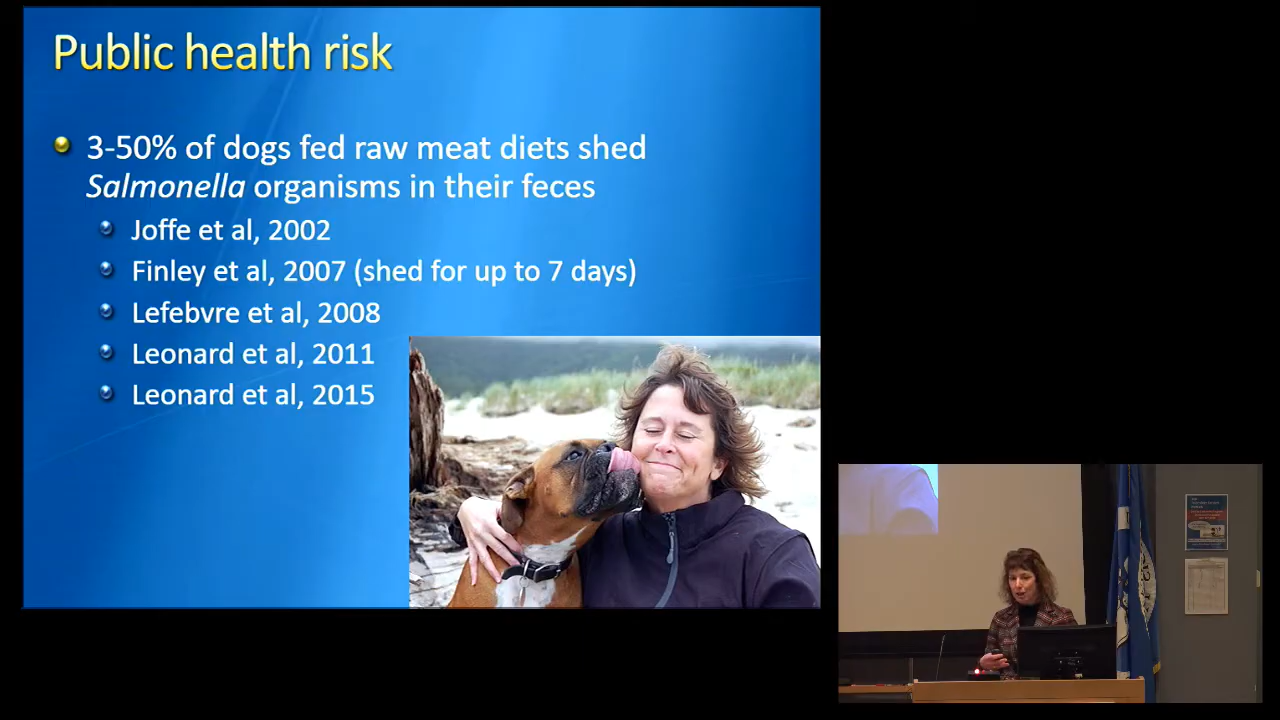 Public health risk
3-50% of dogs fed raw meat diets shed
Salmonella organisms in their feces
Joffe et al, 2002
Finley et al, 2007 (shed for up to 7 days)
Lefebvre et al, 2008
Leonard et al, 2011
Leonard et al, 2015